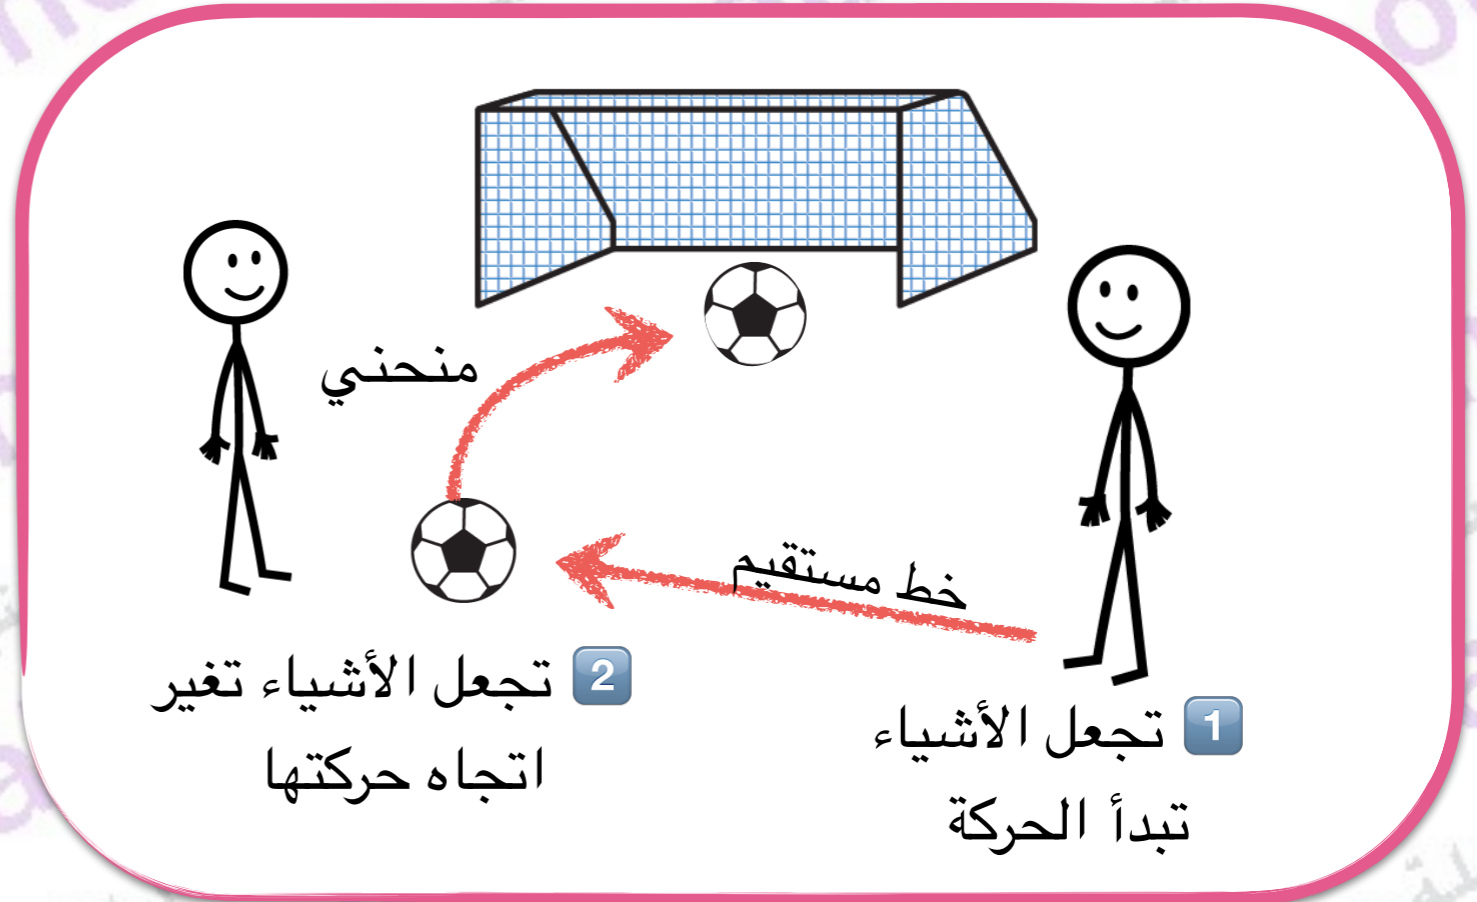 منحني
خط مستقيم
1 تجعل الأشياء
تبدأ الحركة
2 تجعل الأشياء تغير
اتجاه حركتها